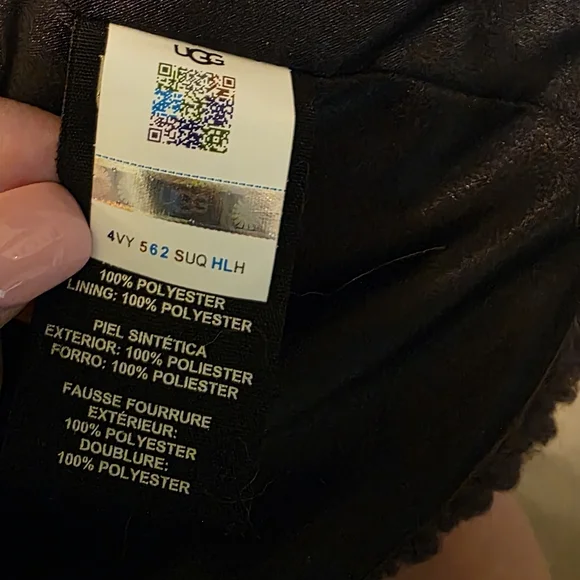 UGG
UGG
4VY 562 SUQ HLH
100% POLYESTER
LINING: 100% POLYESTER
PIEL SINTÉTICA
EXTERIOR: 100% POLIESTER
FORRO: 100% POLIESTER
FAUSSE FOURRURE
EXTÉRIEUR:
100% POLYESTER
DOUBLURE:
100% POLYESTER